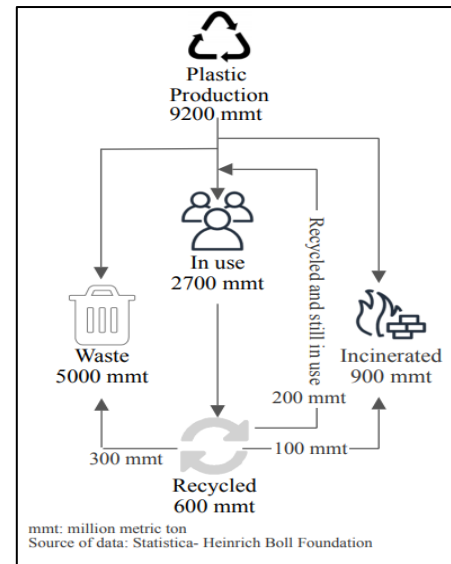 Plastic
Production
9200 mmt
In use
2700 mmt
Recycled and still in use
Waste
5000 mmt
Incinerated
900 mmt
200 mmt
300 mmt
100 mmt
Recycled
600 mmt
mmt: million metric ton
Source of data: Statistica- Heinrich Boll Foundation